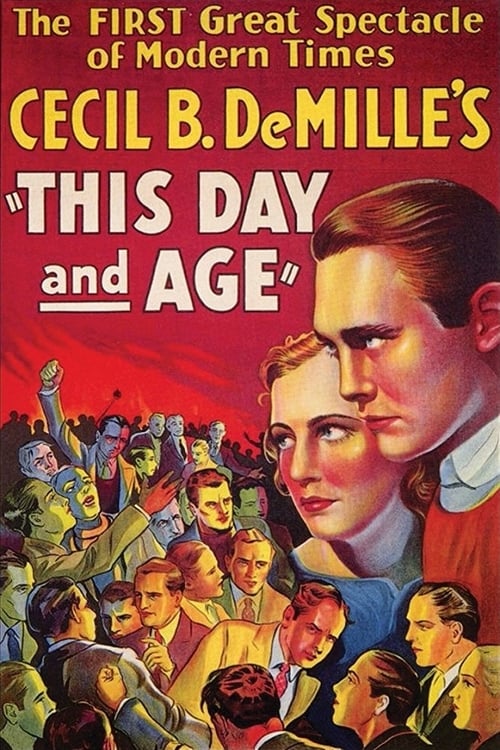 The FIRST Great Spectacle
of Modern Times
CECIL B. DeMILLE'S
"THIS DAY
and AGE"